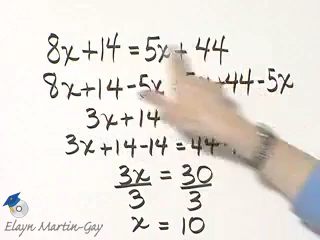 8x+14 = 5x+ 44
8x+14-5x +44-5x
3x+14
3x+14-14=44-
3x = 30
3 3
x = 10
Elayn Martin-Gay